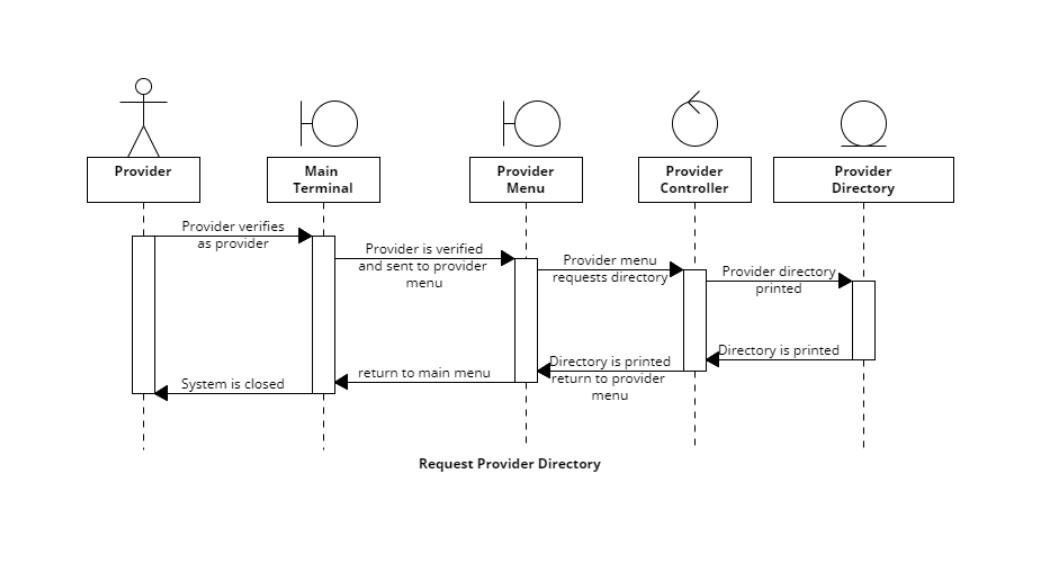 Provider
Main
Terminal
Provider
Menu
Provider
Controller
Provider
Directory
Provider verifies
as provider
Provider is verified
and sent to provider
menu
Provider menu
requests directory
Provider directory
printed
Directory is printed
Directory is printed
return to provider
menu
return to main menu
System is closed
Request Provider Directory